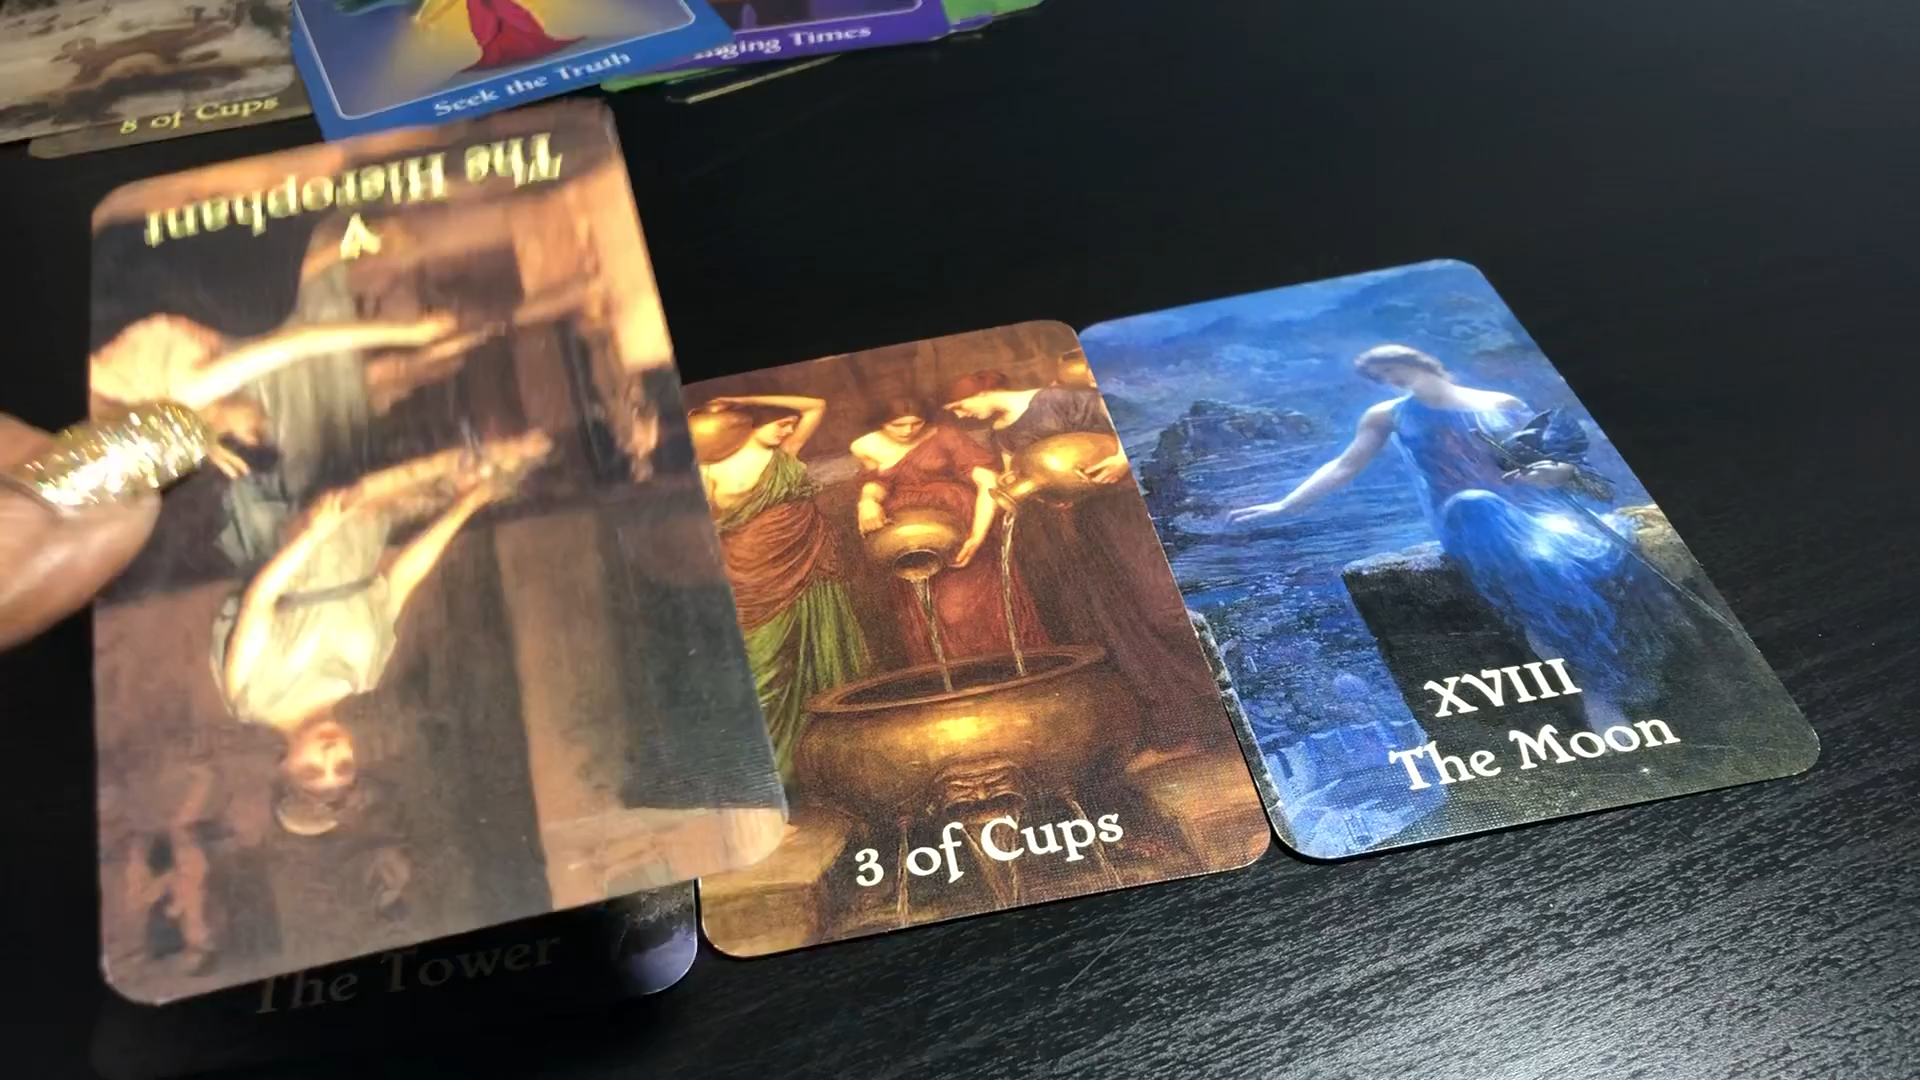 8 of Cups
Seek the Truth
ging Times
The Hierophant
V
3 of Cups
XVIII
The Moon
The Tower